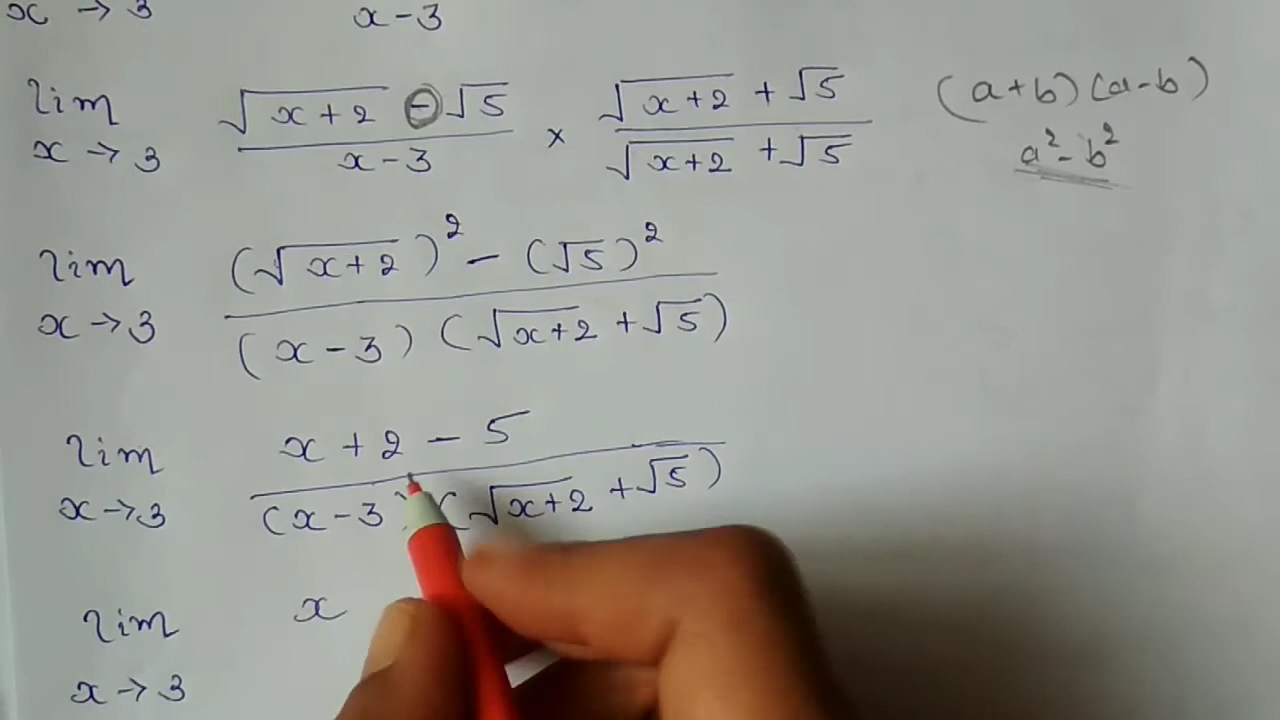 x → 3 x - 3
lim √(x+2) - √5 / x - 3 × √(x+2) + √5 / √(x+2) + √5 (a+b)(a-b)
x → 3 a² - b²
lim (√(x+2))² - (√5)² / (x-3) (√(x+2) + √5)
x → 3
lim x + 2 - 5 / (x-3) (√(x+2) + √5)
x → 3
lim x
x → 3